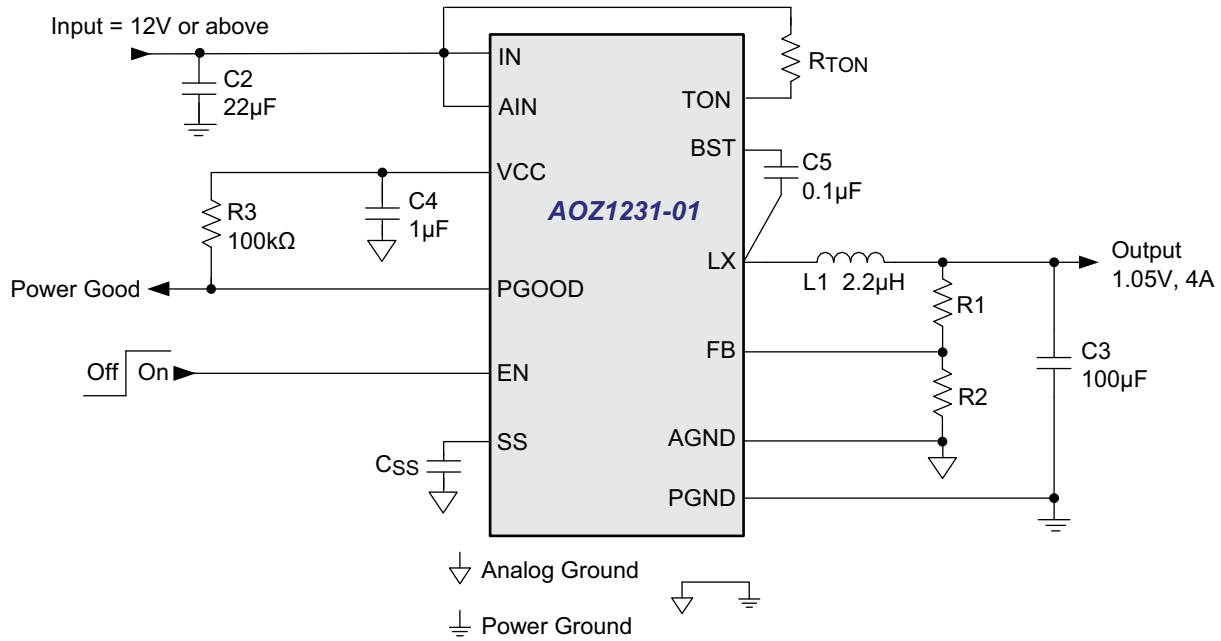 Input = 12V or above
C2
22µF
IN
AIN
VCC
R3
100kΩ
C4
1µF
Power Good
PGOOD
Off
On
EN
SS
CSS
AOZ1231-01
TON
RTON
BST
C5
0.1µF
LX
L1 2.2µH
Output
1.05V, 4A
R1
FB
C3
100µF
R2
AGND
PGND
Analog Ground
Power Ground